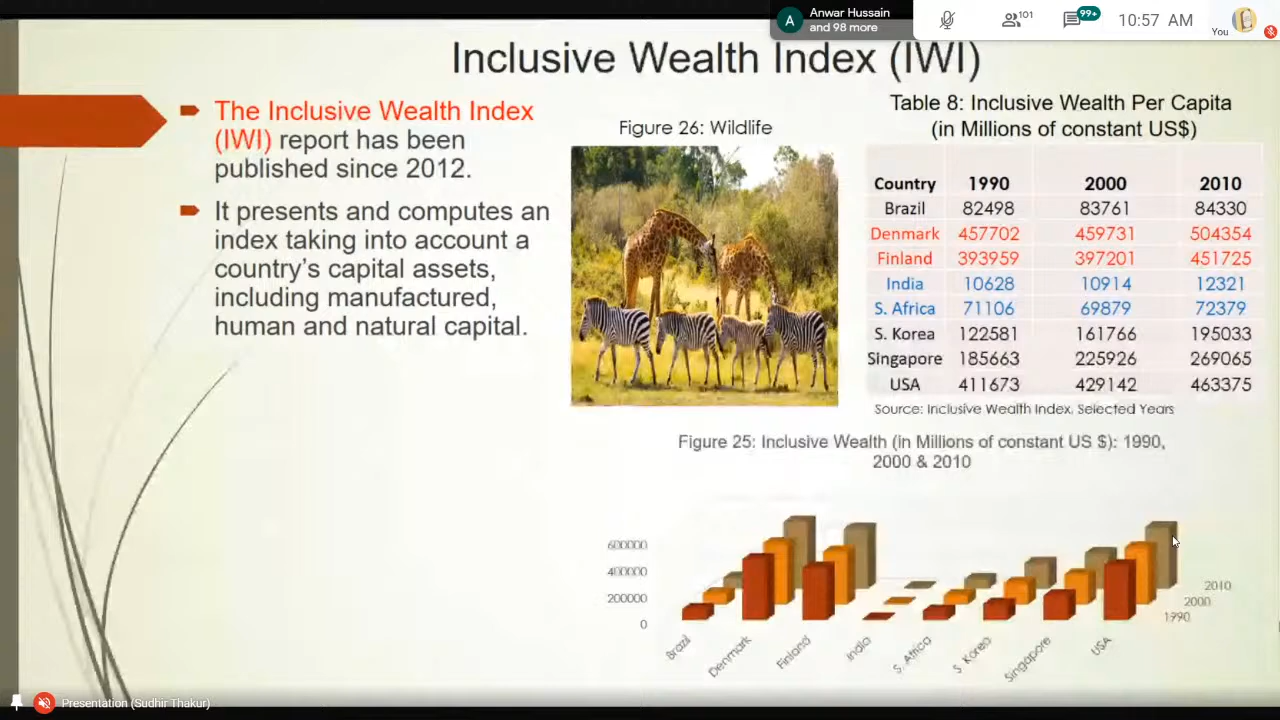 Anwar Hussain
and 98 more
A
101
99+
10:57 AM
You
Inclusive Wealth Index (IWI)
The Inclusive Wealth Index
(IWI) report has been
published since 2012.
It presents and computes an
index taking into account a
country's capital assets,
including manufactured,
human and natural capital.
Figure 26: Wildlife
Table 8: Inclusive Wealth Per Capita
(in Millions of constant US$)
Country 1990 2000 2010
Brazil 82498 83761 84330
Denmark 457702 459731 504354
Finland 393959 397201 451725
India 10628 10914 12321
S. Africa 71106 69879 72379
S. Korea 122581 161766 195033
Singapore 185663 225926 269065
USA 411673 429142 463375
Source: Inclusive Wealth Index, Selected Years
Figure 25: Inclusive Wealth (in Millions of constant US $): 1990,
2000 & 2010
600000
400000
200000
0
2010
2000
1990
Brazil
Denmark
Finland
India
S. Africa
S. Korea
Singapore
USA
Presentation (Sudhir Thakur)